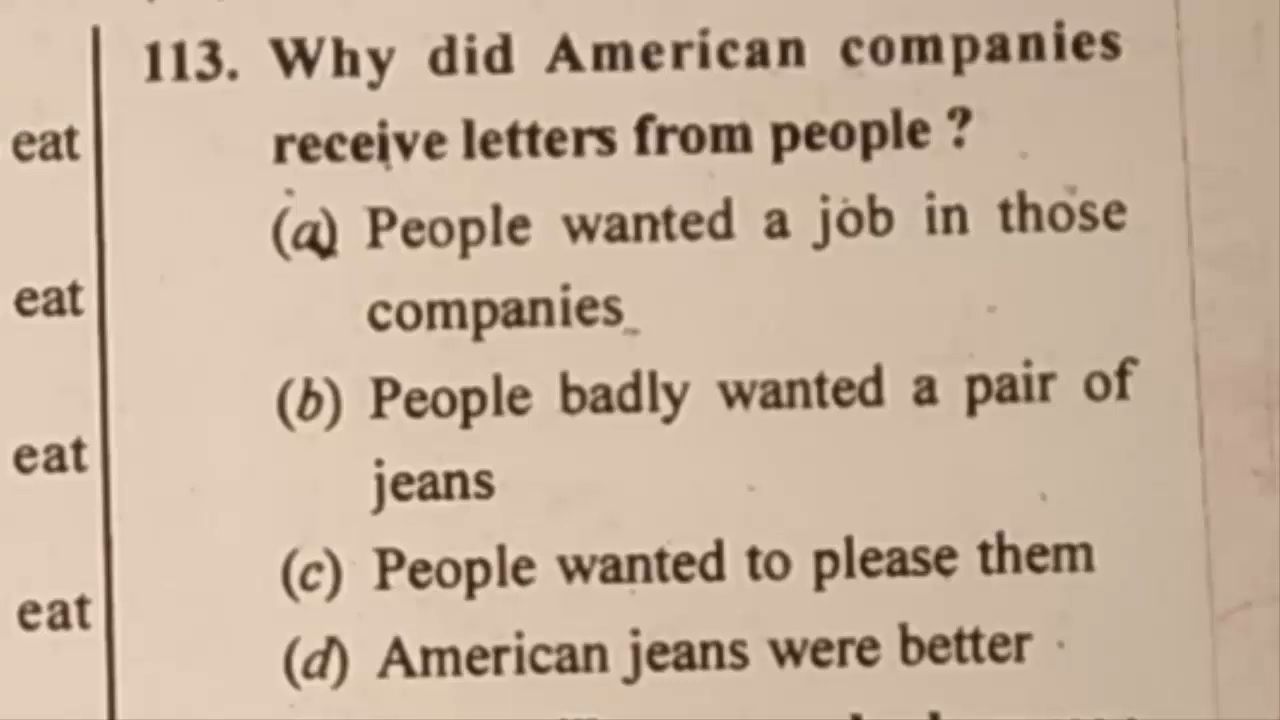 113. Why did American companies
receive letters from people ?
(a) People wanted a job in those
companies
(b) People badly wanted a pair of
jeans
(c) People wanted to please them
(d) American jeans were better
eat
eat
eat
eat